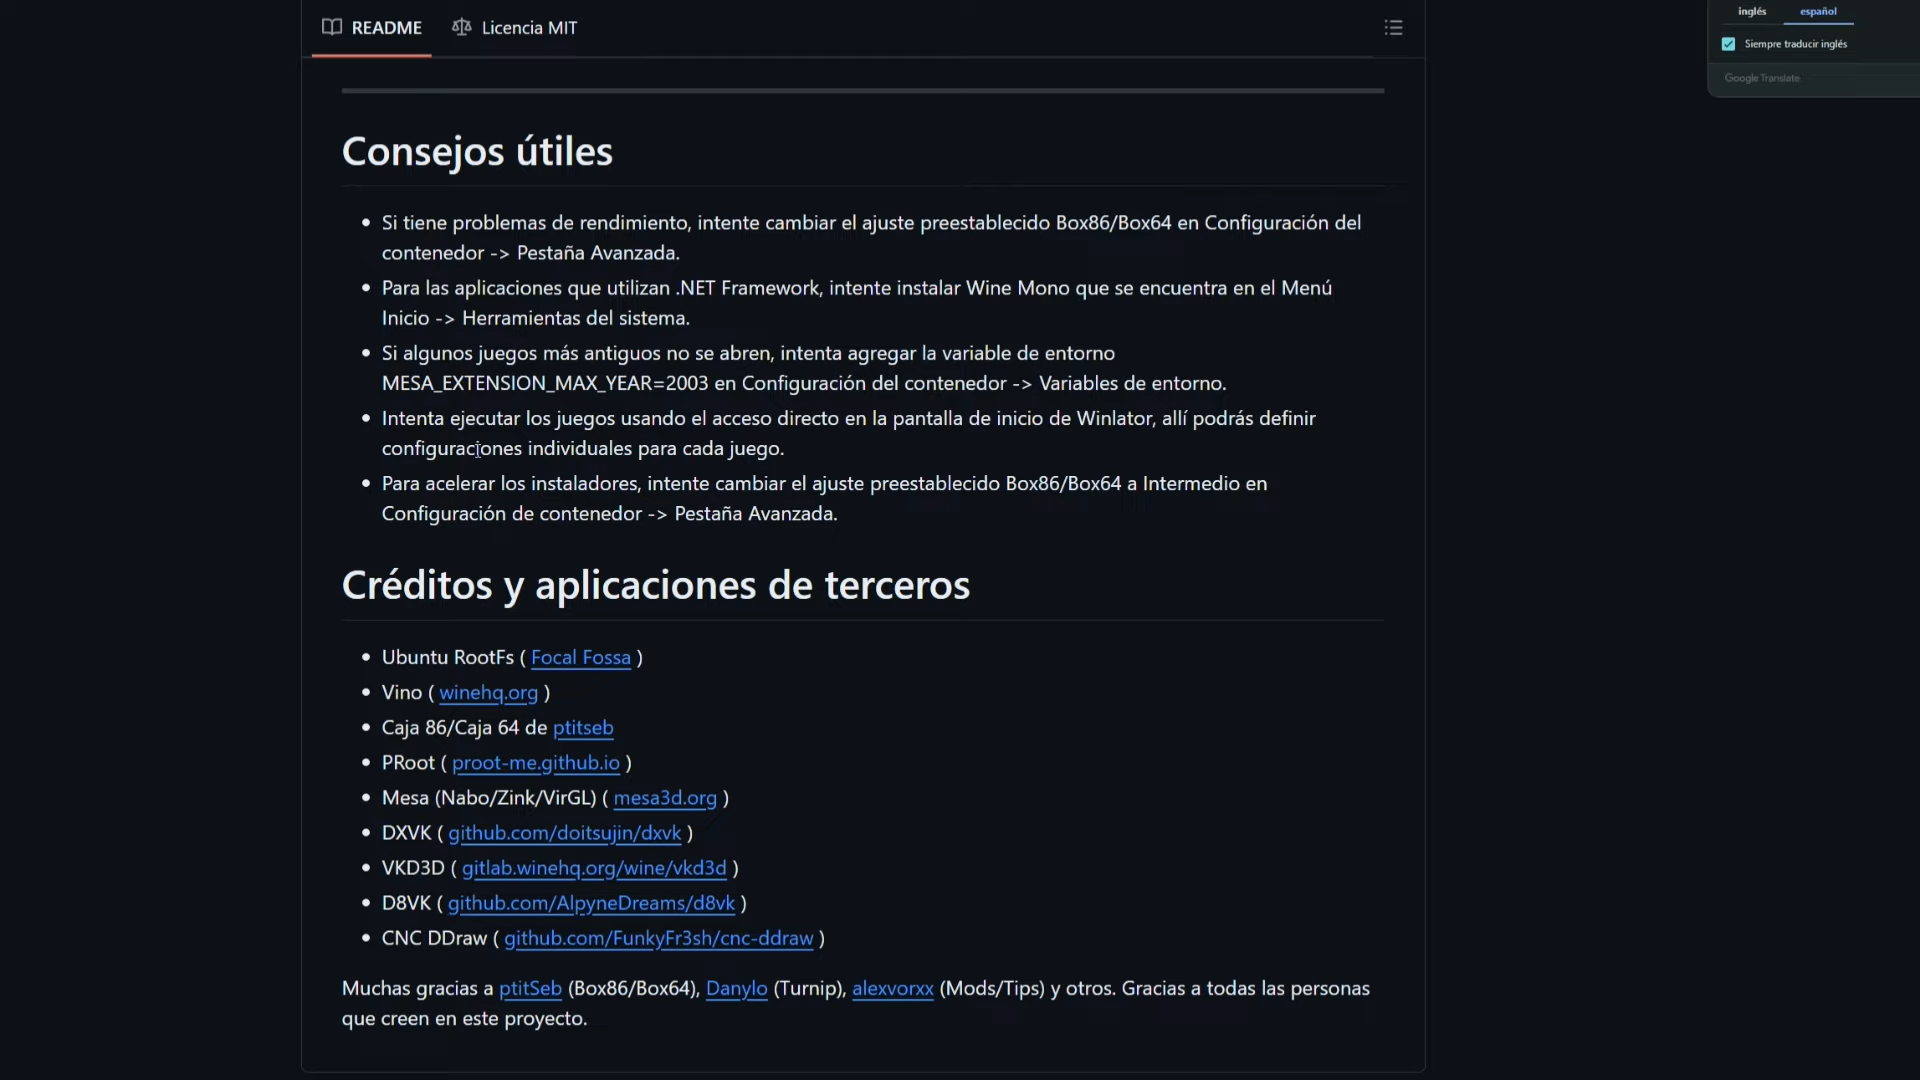 README
Licencia MIT
inglés
español
Siempre traducir inglés
Google Translate
Consejos útiles
Si tiene problemas de rendimiento, intente cambiar el ajuste preestablecido Box86/Box64 en Configuración del
contenedor -> Pestaña Avanzada.
Para las aplicaciones que utilizan .NET Framework, intente instalar Wine Mono que se encuentra en el Menú
Inicio -> Herramientas del sistema.
Si algunos juegos más antiguos no se abren, intenta agregar la variable de entorno
MESA_EXTENSION_MAX_YEAR=2003 en Configuración del contenedor -> Variables de entorno.
Intenta ejecutar los juegos usando el acceso directo en la pantalla de inicio de Winlator, allí podrás definir
configuraciones individuales para cada juego.
Para acelerar los instaladores, intente cambiar el ajuste preestablecido Box86/Box64 a Intermedio en
Configuración de contenedor -> Pestaña Avanzada.
Créditos y aplicaciones de terceros
Ubuntu RootFs ( Focal Fossa )
Vino ( winehq.org )
Caja 86/Caja 64 de ptitseb
PRoot ( proot-me.github.io )
Mesa (Nabo/Zink/VirGL) ( mesa3d.org )
DXVK ( github.com/doitsujin/dxvk )
VKD3D ( gitlab.winehq.org/wine/vkd3d )
D8VK ( github.com/AlpyneDreams/d8vk )
CNC DDraw ( github.com/FunkyFr3sh/cnc-ddraw )
Muchas gracias a ptitSeb (Box86/Box64), Danylo (Turnip), alexvorxx (Mods/Tips) y otros. Gracias a todas las personas
que creen en este proyecto.